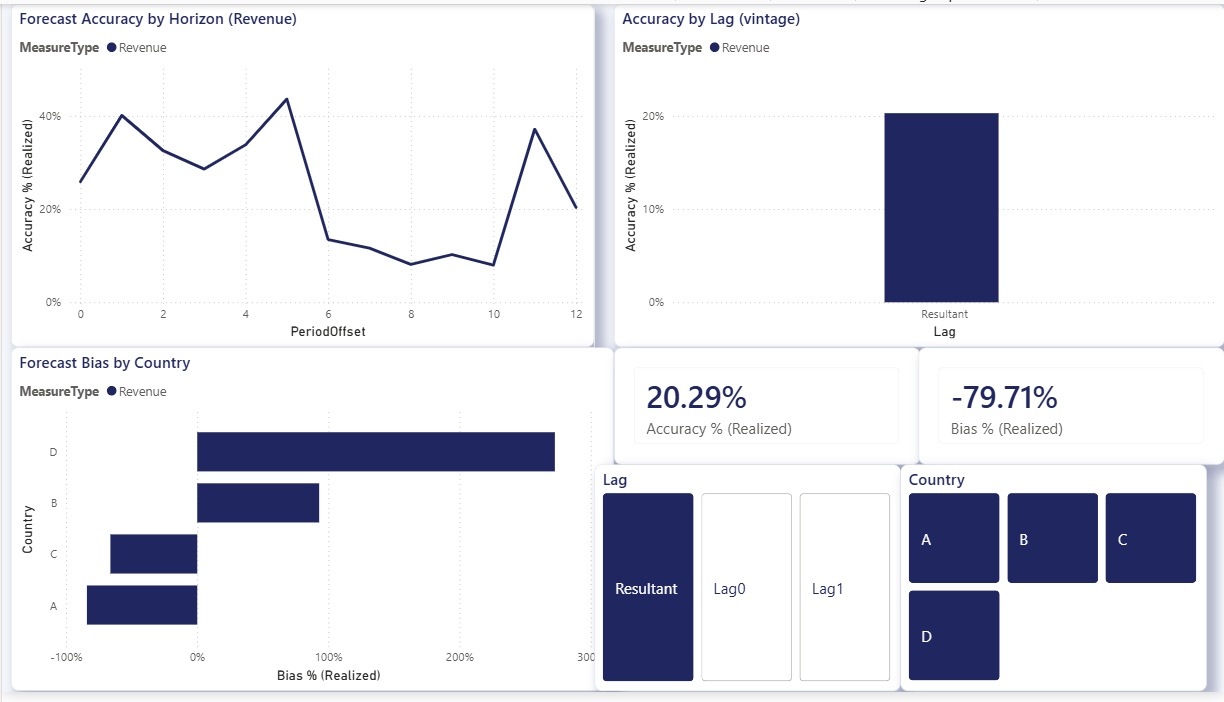 Forecast Accuracy by Horizon (Revenue)
MeasureType Revenue
Accuracy % (Realized)
40%
20%
0%
0 2 4 6 8 10 12
PeriodOffset
Accuracy by Lag (vintage)
MeasureType Revenue
Accuracy % (Realized)
20%
10%
0%
Resultant
Lag
Forecast Bias by Country
MeasureType Revenue
Country
D
B
C
A
-100% 0% 100% 200% 300
Bias % (Realized)
20.29%
Accuracy % (Realized)
-79.71%
Bias % (Realized)
Lag
Resultant Lag0 Lag1
Country
A B C
D